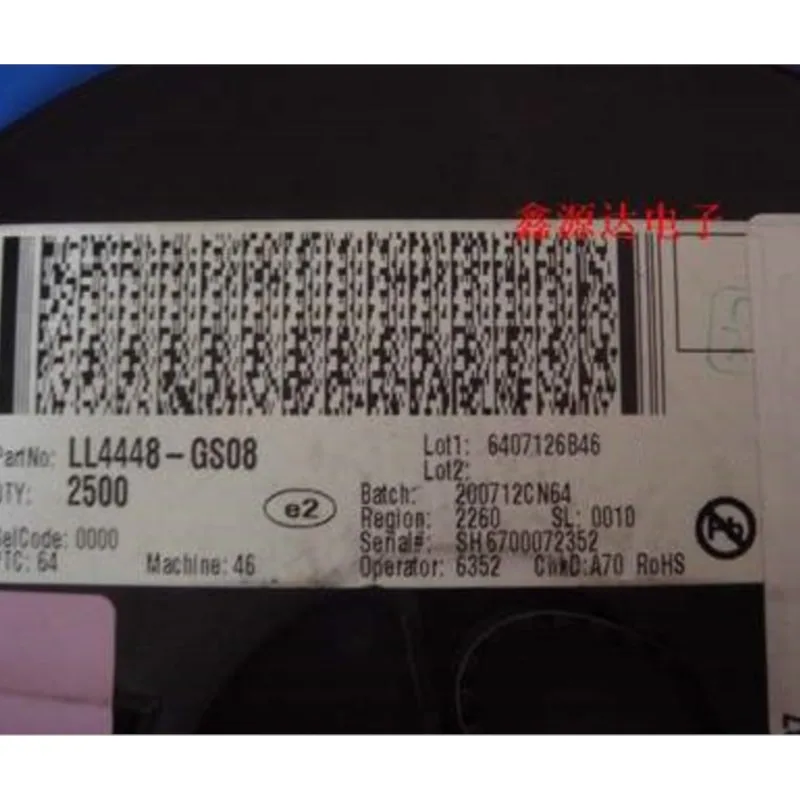 鑫源达电子
PartNo: LL4448-GS08
QTY: 2500
e2
SelCode: 0000
PTC: 64 Machine: 46
Lot1: 6407126B46
Lot2:
Batch: 200712CN64
Region: 2260 SL: 0010
Serial#: SH6700072352
Operator: 6352 A70 RoHS
Pb